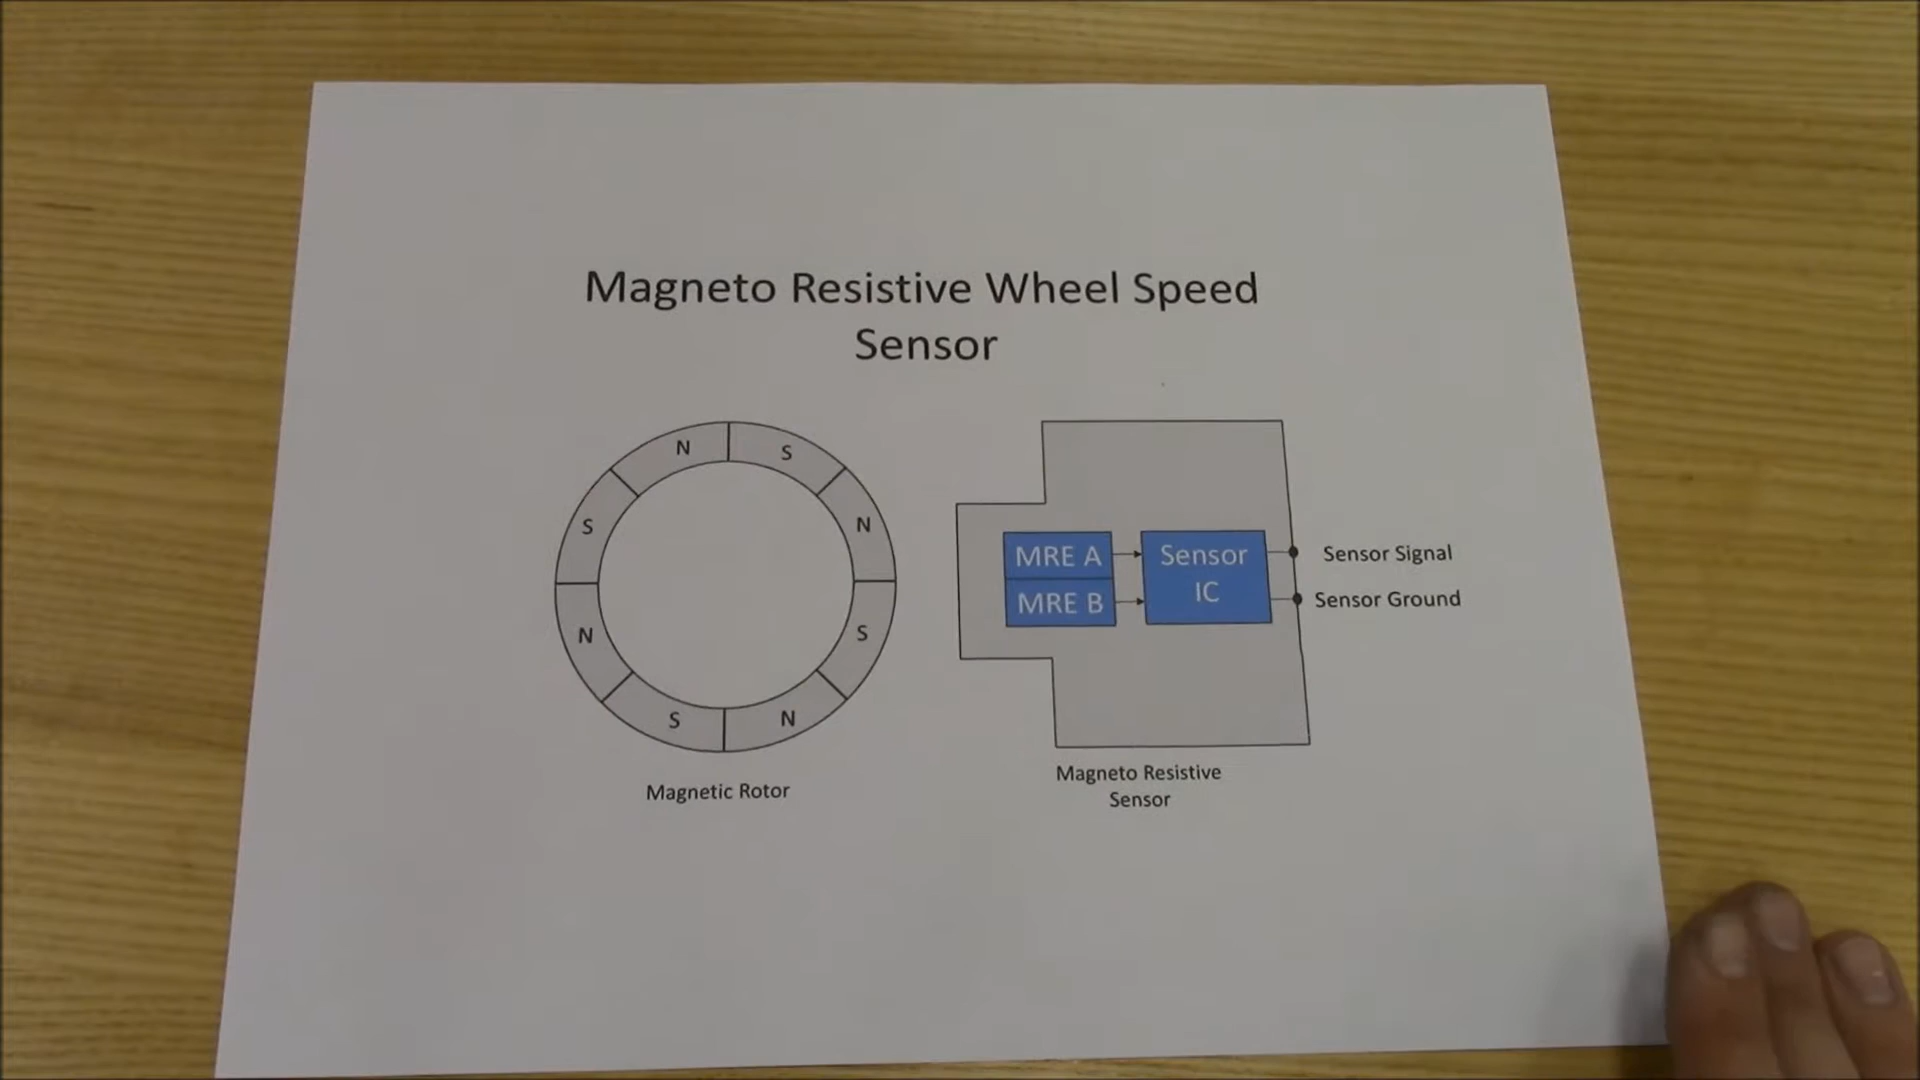 Magneto Resistive Wheel Speed
Sensor
N
S
S
N
N
S
S
N
Magnetic Rotor
MRE A
MRE B
Sensor
IC
Sensor Signal
Sensor Ground
Magneto Resistive
Sensor